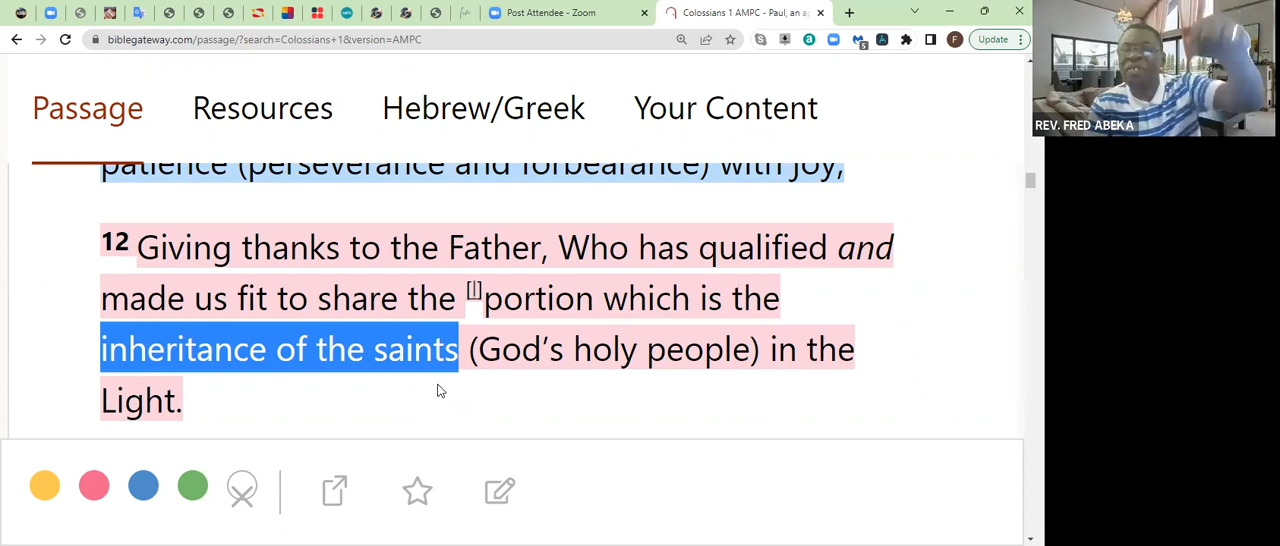 Post Attendee - Zoom
Colossians 1 AMPC - Paul, an a
biblegateway.com/passage/?search=Colossians+1&version=AMPC
5
F
Update
Passage Resources Hebrew/Greek Your Content
REV. FRED ABEKA
patience (perseverance and forbearance) with joy,
12 Giving thanks to the Father, Who has qualified and
made us fit to share the [l]portion which is the
inheritance of the saints (God's holy people) in the
Light.